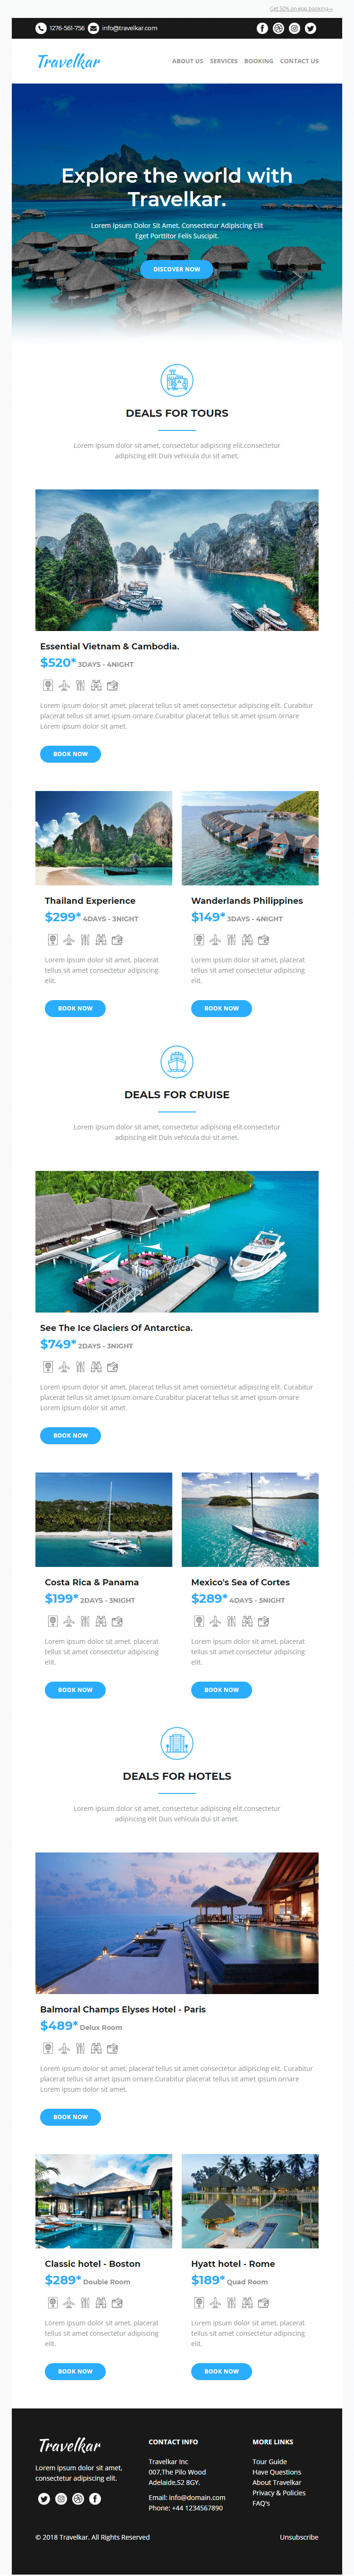 Get 50% on app booking→
1276-561-756 info@travelkar.com
Travelkar
ABOUT US SERVICES BOOKING CONTACT US
Explore the world with
Travelkar.
Lorem Ipsum Dolor Sit Amet, Consectetur Adipiscing Elit
Eget Porttitor Felis Suscipit.
DISCOVER NOW
DEALS FOR TOURS
Lorem ipsum dolor sit amet, consectetur adipiscing elit.consectetur
adipiscing elit Duis vehicula dui sit amet.
Essential Vietnam & Cambodia.
$520* 3DAYS - 4NIGHT
Lorem ipsum dolor sit amet, placerat tellus sit amet consectetur adipiscing elit. Curabitur
placerat tellus sit amet ipsum ornare.Curabitur placerat tellus sit amet ipsum ornare
Lorem ipsum dolor sit amet.
BOOK NOW
Thailand Experience
$299* 4DAYS - 3NIGHT
Lorem ipsum dolor sit amet, placerat
tellus sit amet consectetur adipiscing
elit.
BOOK NOW
Wanderlands Philippines
$149* 3DAYS - 4NIGHT
Lorem ipsum dolor sit amet, placerat
tellus sit amet consectetur adipiscing
elit.
BOOK NOW
DEALS FOR CRUISE
Lorem ipsum dolor sit amet, consectetur adipiscing elit.consectetur
adipiscing elit Duis vehicula dui sit amet.
See The Ice Glaciers Of Antarctica.
$749* 2DAYS - 3NIGHT
Lorem ipsum dolor sit amet, placerat tellus sit amet consectetur adipiscing elit. Curabitur
placerat tellus sit amet ipsum ornare.Curabitur placerat tellus sit amet ipsum ornare
Lorem ipsum dolor sit amet.
BOOK NOW
Costa Rica & Panama
$199* 2DAYS - 3NIGHT
Lorem ipsum dolor sit amet, placerat
tellus sit amet consectetur adipiscing
elit.
BOOK NOW
Mexico's Sea of Cortes
$289* 4DAYS - 5NIGHT
Lorem ipsum dolor sit amet, placerat
tellus sit amet consectetur adipiscing
elit.
BOOK NOW
DEALS FOR HOTELS
Lorem ipsum dolor sit amet, consectetur adipiscing elit.consectetur
adipiscing elit Duis vehicula dui sit amet.
Balmoral Champs Elyses Hotel - Paris
$489* Delux Room
Lorem ipsum dolor sit amet, placerat tellus sit amet consectetur adipiscing elit. Curabitur
placerat tellus sit amet ipsum ornare.Curabitur placerat tellus sit amet ipsum ornare
Lorem ipsum dolor sit amet.
BOOK NOW
Classic hotel - Boston
$289* Double Room
Lorem ipsum dolor sit amet, placerat
tellus sit amet consectetur adipiscing
elit.
BOOK NOW
Hyatt hotel - Rome
$189* Quad Room
Lorem ipsum dolor sit amet, placerat
tellus sit amet consectetur adipiscing
elit.
BOOK NOW
Travelkar
Lorem ipsum dolor sit amet,
consectetur adipiscing elit.
CONTACT INFO
Travelkar Inc
007,The Pilo Wood
Adelaide,S2 8GY.
Email: info@domain.com
Phone: +44 1234567890
MORE LINKS
Tour Guide
Have Questions
About Travelkar
Privacy & Policies
FAQ's
© 2018 Travelkar. All Rights Reserved
Unsubscribe